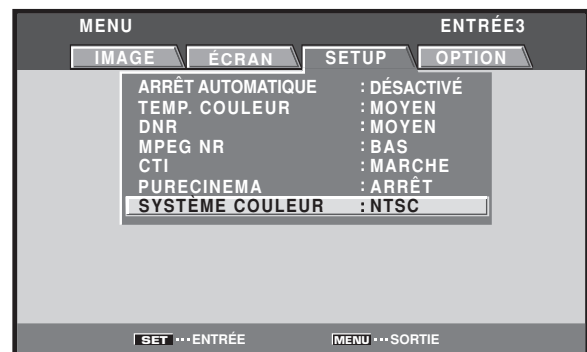 MENU ENTRÉE3
IMAGE ÉCRAN SETUP OPTION
ARRÊT AUTOMATIQUE : DÉSACTIVÉ
TEMP. COULEUR : MOYEN
DNR : MOYEN
MPEG NR : BAS
CTI : MARCHE
PURECINEMA : ARRÊT
SYSTÈME COULEUR : NTSC
SET ••• ENTRÉE MENU ••• SORTIE